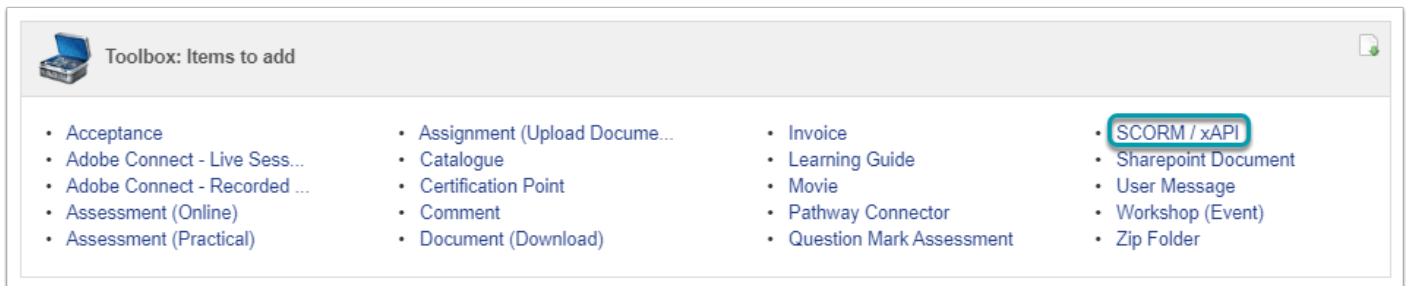 Toolbox: Items to add
• Acceptance
• Adobe Connect - Live Sess...
• Adobe Connect - Recorded ...
• Assessment (Online)
• Assessment (Practical)
• Assignment (Upload Docume...
• Catalogue
• Certification Point
• Comment
• Document (Download)
• Invoice
• Learning Guide
• Movie
• Pathway Connector
• Question Mark Assessment
• SCORM / xAPI
• Sharepoint Document
• User Message
• Workshop (Event)
• Zip Folder